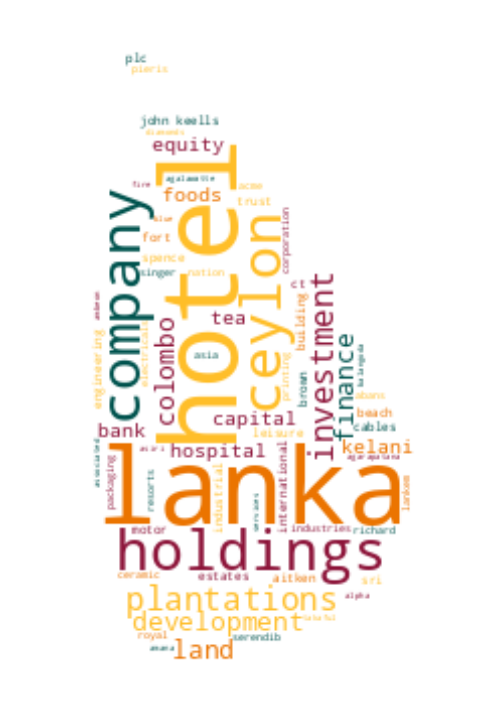 plc
pieris
john keells
diamonds
equity
agalawatte
fire
acme
foods
trust
hotel
company
blue
fort
ceylon
corporation
spence
singer
nation
ct
investment
building
tea
colombo
engineering
electricals
asia
printing
finance
balangoda
brown
abans
beach
capital
cables
bank
leisure
kelani
associated
asiri
hospital
agarapatana
lanka
packaging
resorts
industrial
services
international
lankem
motor
industries
richard
holdings
ceramic
estates
aitken
sri
plantations
alpha
development
takaful
royal
serendib
amana
land